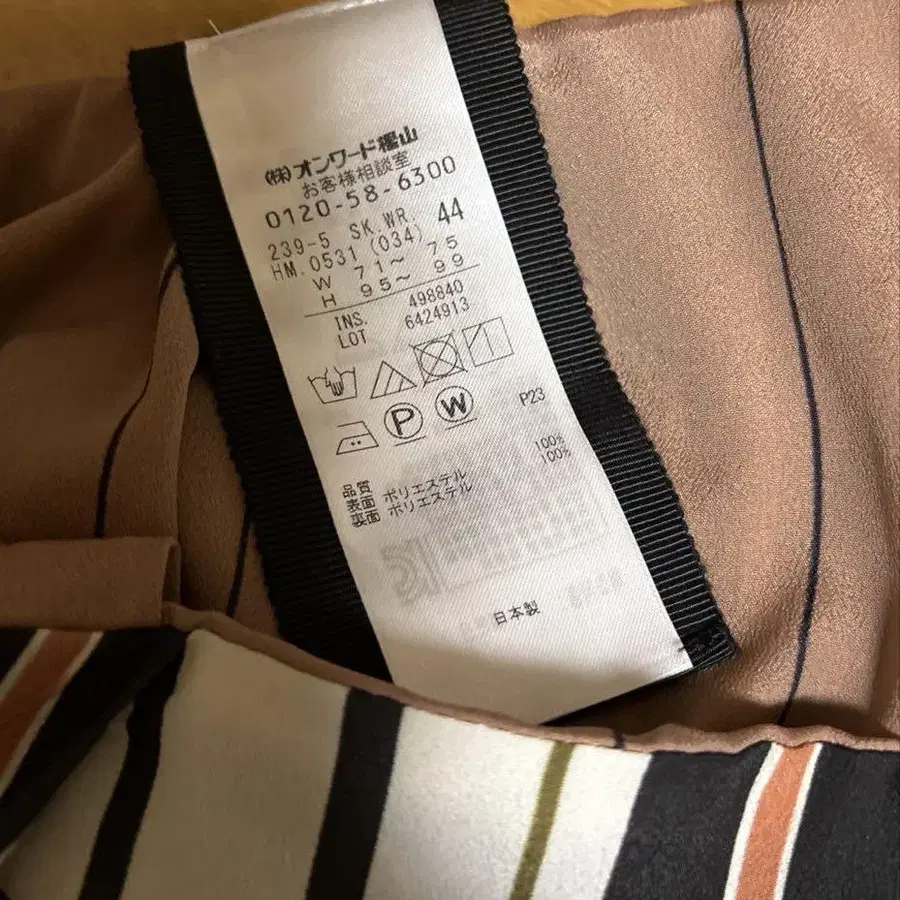 (株)オンワード樫山
お客様相談室
0120-58-6300
239-5 SK.WR. 44
HM.0531 (034)
W 71〜 75
H 95〜 99
INS. 498840
LOT 6424913
P W
P23
品質
表面 ポリエステル 100%
裏面 ポリエステル 100%
日本製